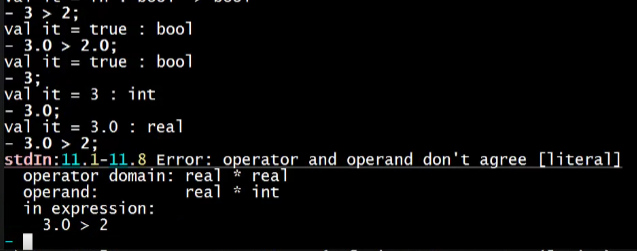 - 3 > 2;
val it = true : bool
- 3.0 > 2.0;
val it = true : bool
- 3;
val it = 3 : int
- 3.0;
val it = 3.0 : real
- 3.0 > 2;
stdIn:11.1-11.8 Error: operator and operand don't agree [literal]
  operator domain: real * real
  operand:         real * int
  in expression:
    3.0 > 2
-